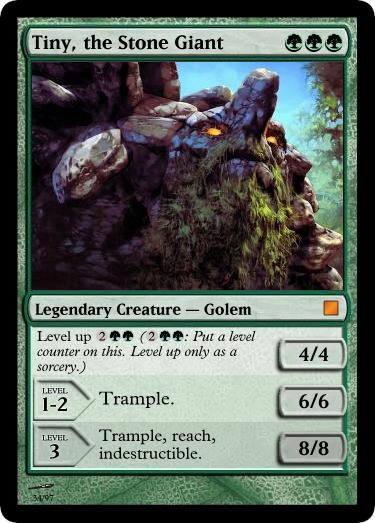 Tiny, the Stone Giant
Legendary Creature — Golem
Level up 2 (2: Put a level
counter on this. Level up only as a
sorcery.)
4/4
LEVEL
1-2
Trample.
6/6
LEVEL
3
Trample, reach,
indestructible.
8/8
34/97